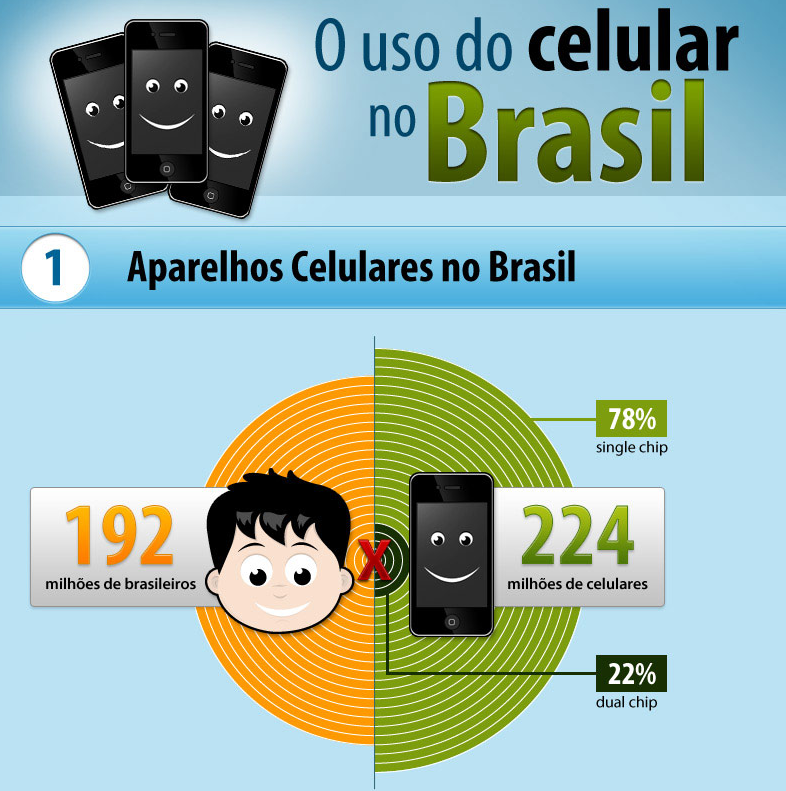 O uso do celular
no Brasil
1 Aparelhos Celulares no Brasil
78%
single chip
192
milhões de brasileiros
X
224
milhões de celulares
22%
dual chip